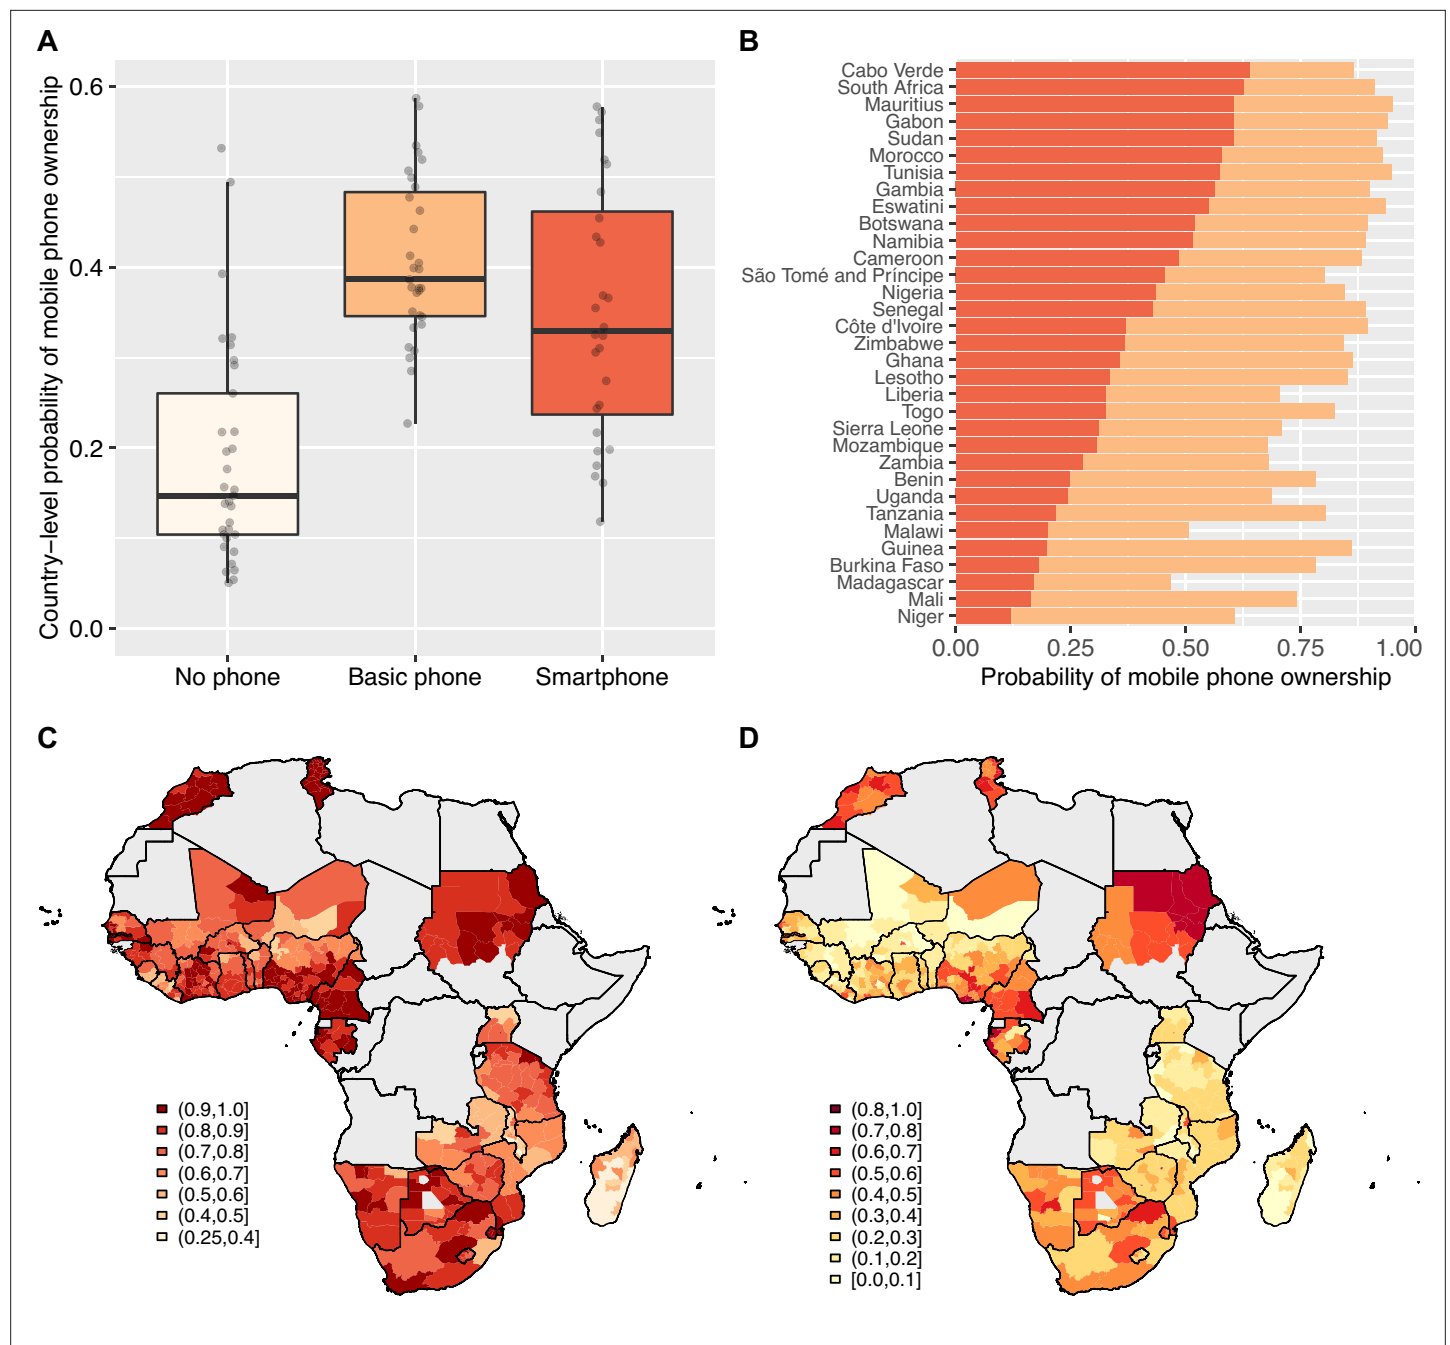 A
Country–level probability of mobile phone ownership
0.6
0.4
0.2
0.0
No phone
Basic phone
Smartphone
B
Cabo Verde
South Africa
Mauritius
Gabon
Sudan
Morocco
Tunisia
Gambia
Eswatini
Botswana
Namibia
Cameroon
São Tomé and Príncipe
Nigeria
Senegal
Côte d'Ivoire
Zimbabwe
Ghana
Lesotho
Liberia
Togo
Sierra Leone
Mozambique
Zambia
Benin
Uganda
Tanzania
Malawi
Guinea
Burkina Faso
Madagascar
Mali
Niger
0.00
0.25
0.50
0.75
1.00
Probability of mobile phone ownership
C
(0.9,1.0]
(0.8,0.9]
(0.7,0.8]
(0.6,0.7]
(0.5,0.6]
(0.4,0.5]
(0.25,0.4]
D
(0.8,1.0]
(0.7,0.8]
(0.6,0.7]
(0.5,0.6]
(0.4,0.5]
(0.3,0.4]
(0.2,0.3]
(0.1,0.2]
[0.0,0.1]